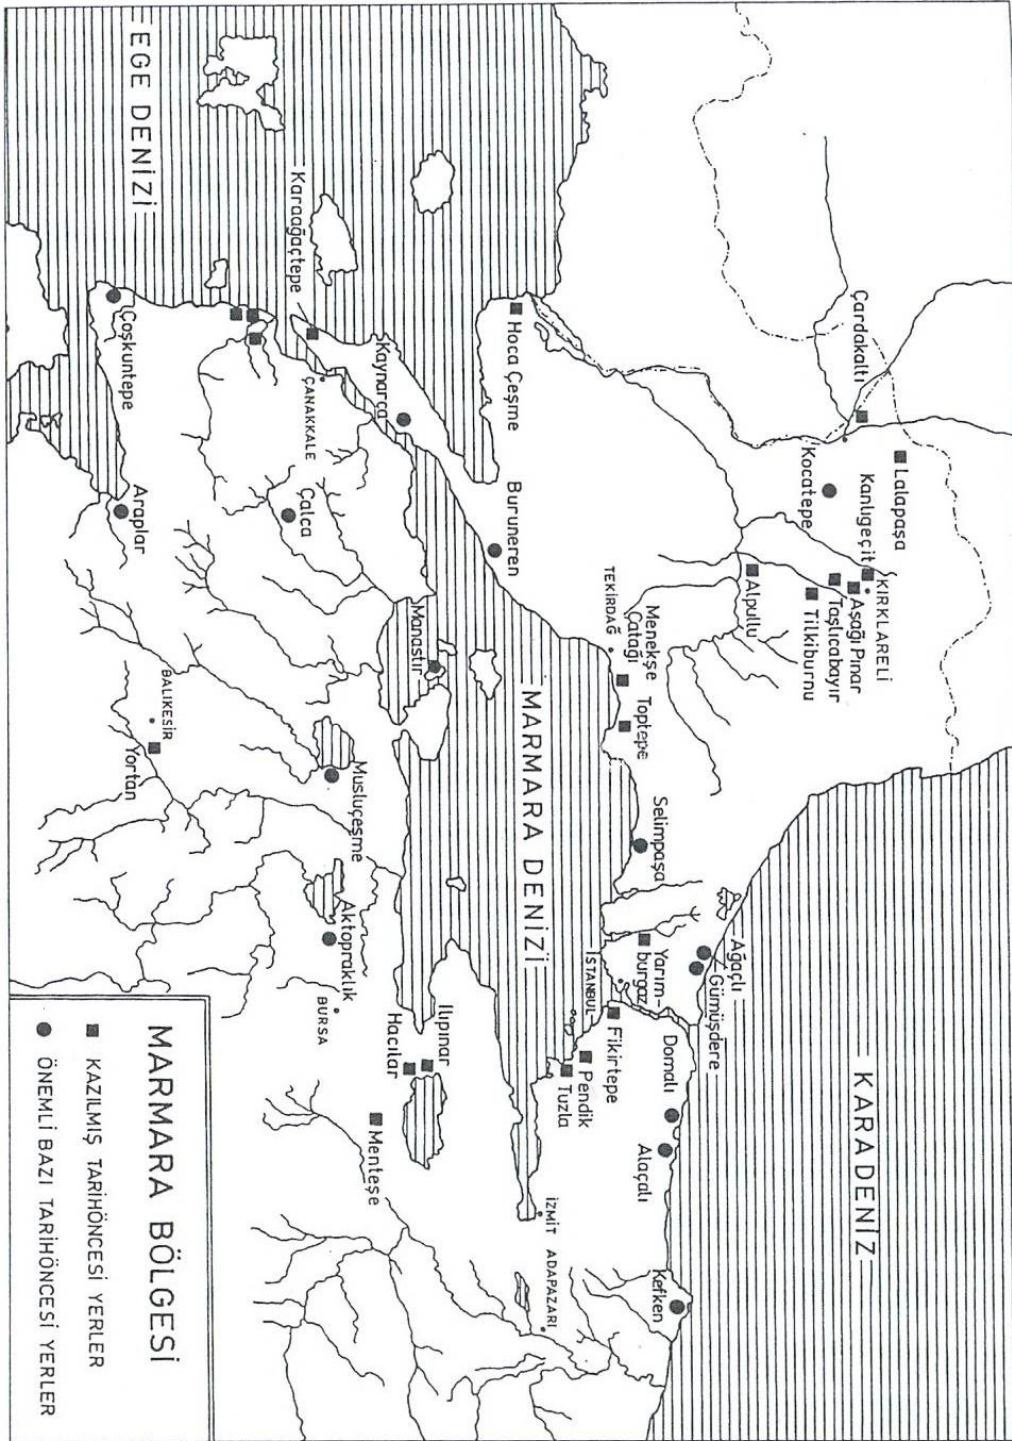 EGE DENİZİ
MARMARA DENİZİ
KARADENİZ
Çardakaltı
Lalapaşa
Kocatepe
Kanlıgeçit
KIRKLARELİ
Aşağı Pınar
Taşlıcabayır
Tilkiburnu
Alpullu
Hoca Çeşme
Karaağaçtepe
Kaynarca
ÇANAKKALE
Buruneren
TEKİRDAĞ
Menekşe
Çatağı
Toptepe
Selimpaşa
Yarım-
burgaz
Ağaçlı
Gümüşdere
İSTANBUL
Fikirtepe
Pendik
Tuzla
Domalı
Alaçalı
Kefken
İZMİT
ADAPAZARI
Çoşkuntepe
Araplar
Çalca
Manastır
BALIKESİR
Yortan
Musluçeşme
Aktopraklık
BURSA
Ilıpınar
Hacılar
Menteşe
MARMARA BÖLGESİ
KAZILMIŞ TARİHÖNCESİ YERLER
ÖNEMLİ BAZI TARİHÖNCESİ YERLER